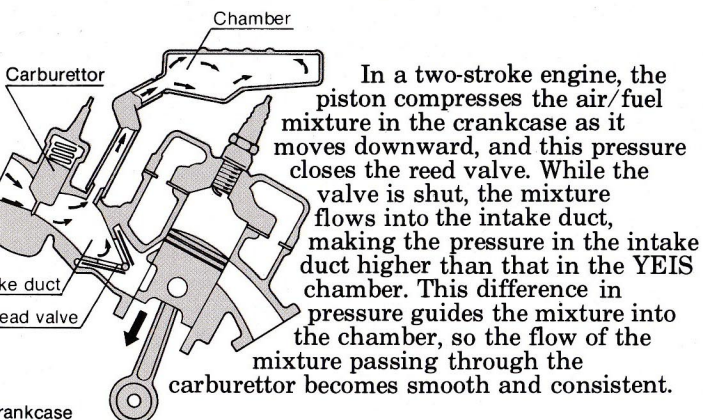 Chamber
Carburettor
In a two-stroke engine, the
piston compresses the air/fuel
mixture in the crankcase as it
moves downward, and this pressure
closes the reed valve. While the
valve is shut, the mixture
flows into the intake duct,
making the pressure in the intake
duct higher than that in the YEIS
chamber. This difference in
pressure guides the mixture into
the chamber, so the flow of the
mixture passing through the
carburettor becomes smooth and consistent.
ke duct
ead valve
rankcase